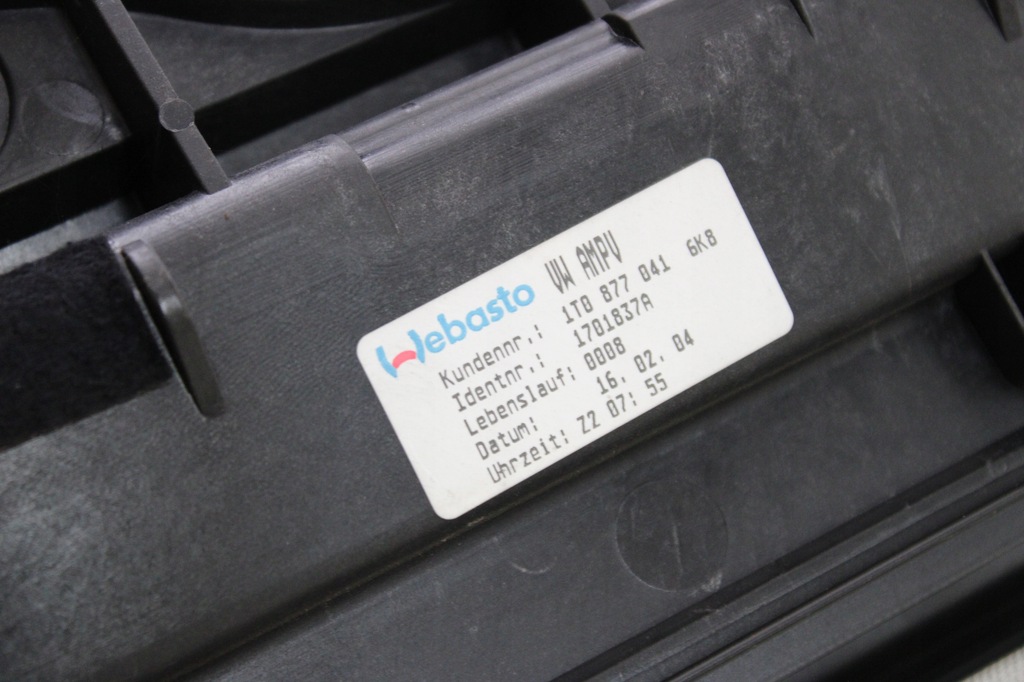 Webasto VW AMPV
Kundennr.: 1T0 877 041 6K8
Identnr.: 1701837A
Lebenslauf: 0008
Datum: 16. 02. 04
Uhrzeit: Z2 07: 55